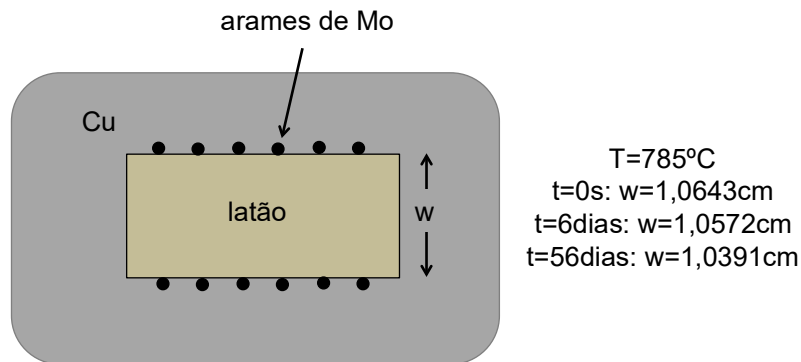 arames de Mo
Cu
latão
w
T=785ºC
t=0s: w=1,0643cm
t=6dias: w=1,0572cm
t=56dias: w=1,0391cm